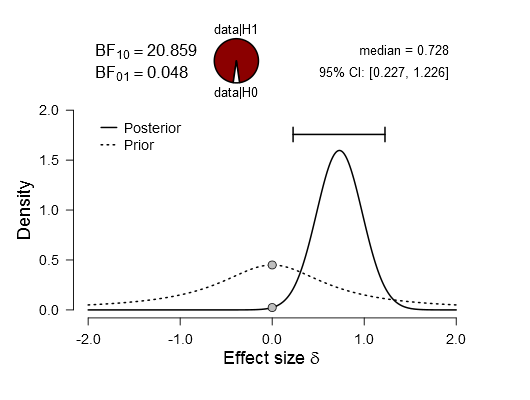 data|H1
BF10 = 20.859
BF01 = 0.048
data|H0
median = 0.728
95% CI: [0.227, 1.226]
Posterior
Prior
Density
2.0
1.5
1.0
0.5
0.0
-2.0 -1.0 0.0 1.0 2.0
Effect size δ